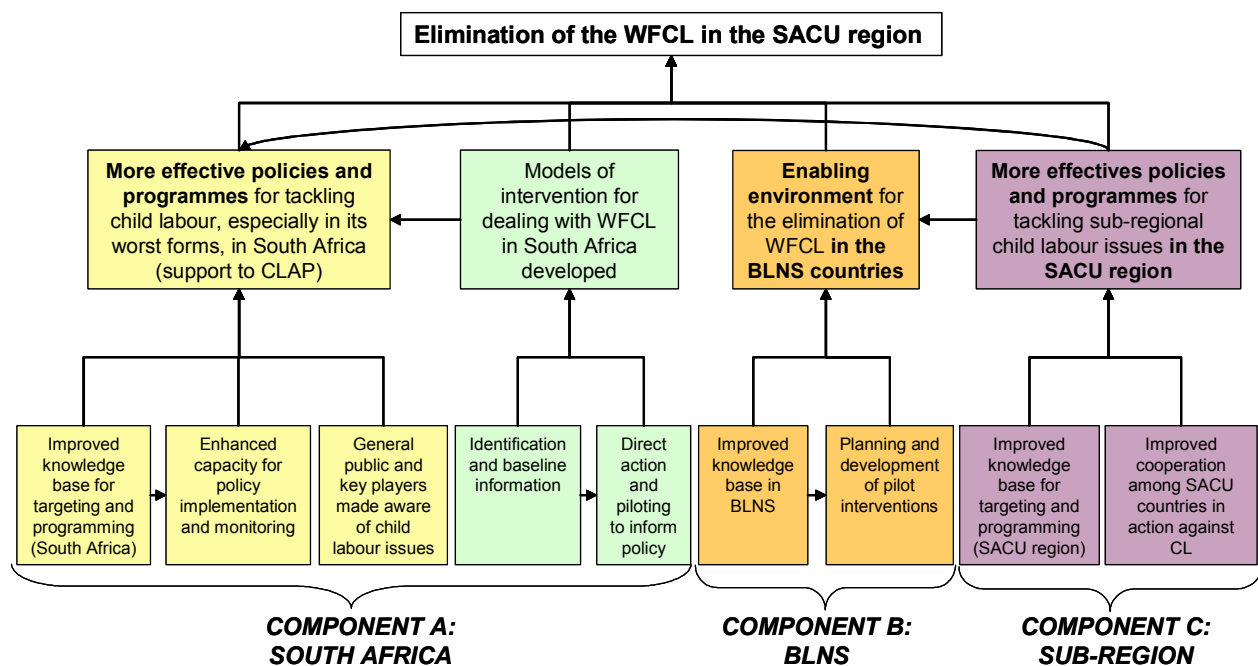 Elimination of the WFCL in the SACU region
More effective policies and
programmes for tackling
child labour, especially in its
worst forms, in South Africa
(support to CLAP)
Models of
intervention for
dealing with WFCL
in South Africa
developed
Enabling
environment for
the elimination of
WFCL in the
BLNS countries
More effectives policies
and programmes for
tackling sub-regional
child labour issues in the
SACU region
Improved
knowledge
base for
targeting and
programming
(South Africa)
Enhanced
capacity for
policy
implementation
and monitoring
General
public and
key players
made aware
of child
labour issues
Identification
and baseline
information
Direct
action
and
piloting
to inform
policy
Improved
knowledge
base in
BLNS
Planning and
development
of pilot
interventions
Improved
knowledge
base for
targeting and
programming
(SACU region)
Improved
cooperation
among SACU
countries in
action against
CL
COMPONENT A:
SOUTH AFRICA
COMPONENT B:
BLNS
COMPONENT C:
SUB-REGION